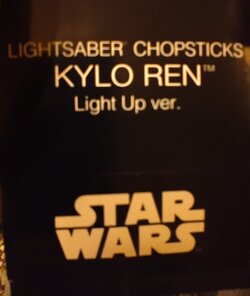 LIGHTSABER CHOPSTICKS
KYLO REN™
Light Up ver.
STAR
WARS